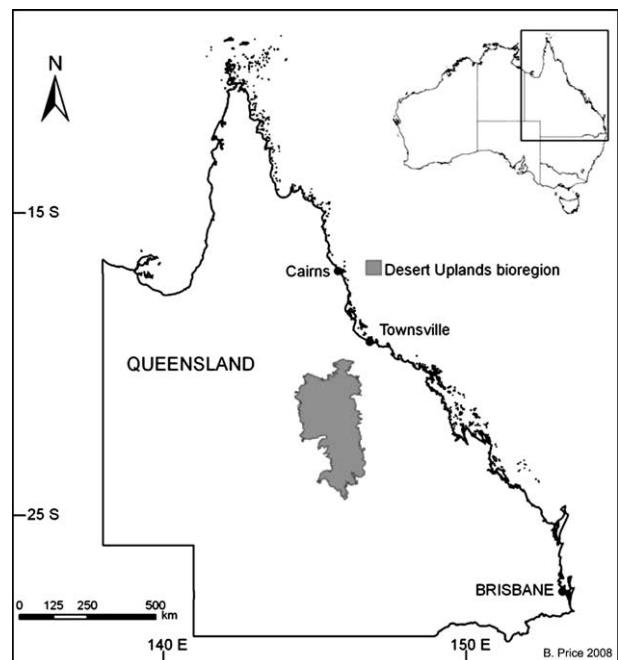 N
15 S
Cairns
Desert Uplands bioregion
Townsville
QUEENSLAND
25 S
BRISBANE
0 125 250 500
km
140 E
150 E
B. Price 2008